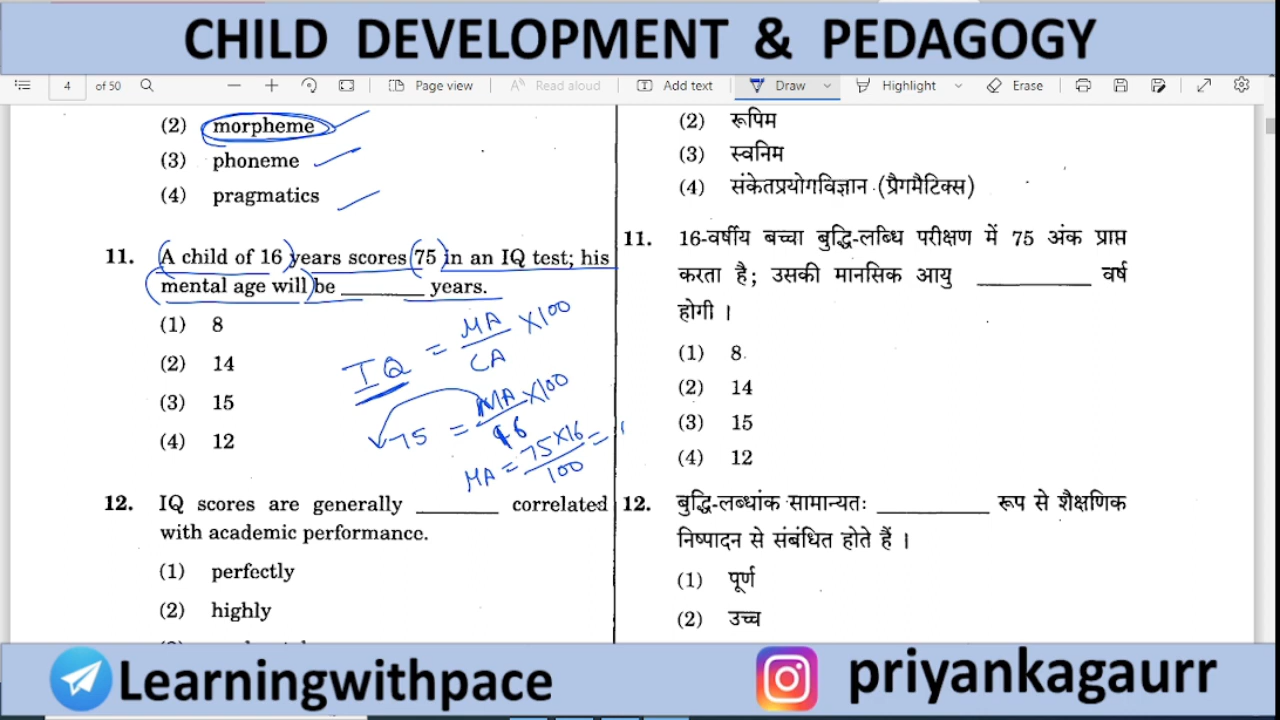 CHILD DEVELOPMENT & PEDAGOGY
4 of 50 Page view Read aloud Add text Draw Highlight Erase
(2) morpheme
(3) phoneme
(4) pragmatics
11. A child of 16 years scores 75 in an IQ test; his
mental age will be ________ years.
(1) 8
(2) 14
(3) 15
(4) 12
IQ = MA/CA ×100
75 = MA/16 ×100
MA = 75×16/100 =
12. IQ scores are generally ________ correlated
with academic performance.
(1) perfectly
(2) highly
(2) रूपिम
(3) स्वनिम
(4) संकेतप्रयोगविज्ञान (प्रैगमैटिक्स)
11. 16-वर्षीय बच्चा बुद्धि-लब्धि परीक्षण में 75 अंक प्राप्त
करता है; उसकी मानसिक आयु ________ वर्ष
होगी ।
(1) 8
(2) 14
(3) 15
(4) 12
12. बुद्धि-लब्धांक सामान्यतः ________ रूप से शैक्षणिक
निष्पादन से संबंधित होते हैं ।
(1) पूर्ण
(2) उच्च
Learningwithpace
priyankagaurr